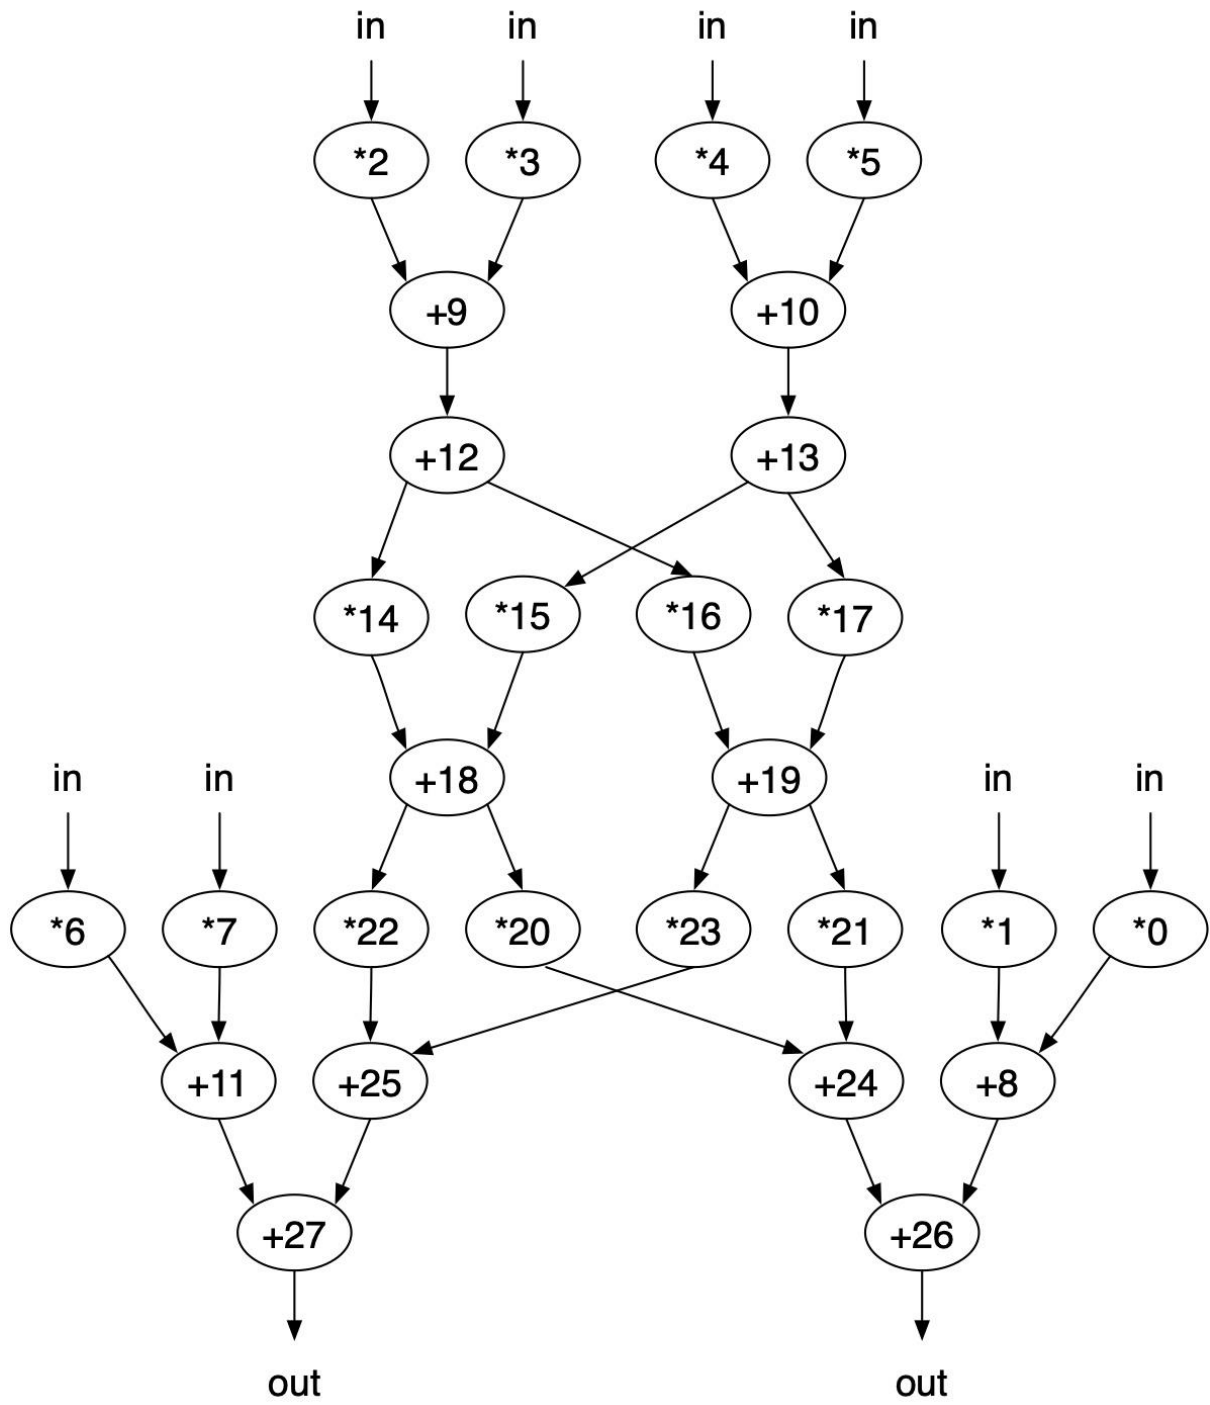 in in in in
*2 *3 *4 *5
+9 +10
+12 +13
*14 *15 *16 *17
+18 +19
in in in in
*6 *7 *22 *20 *23 *21 *1 *0
+11 +25 +24 +8
+27 +26
out out